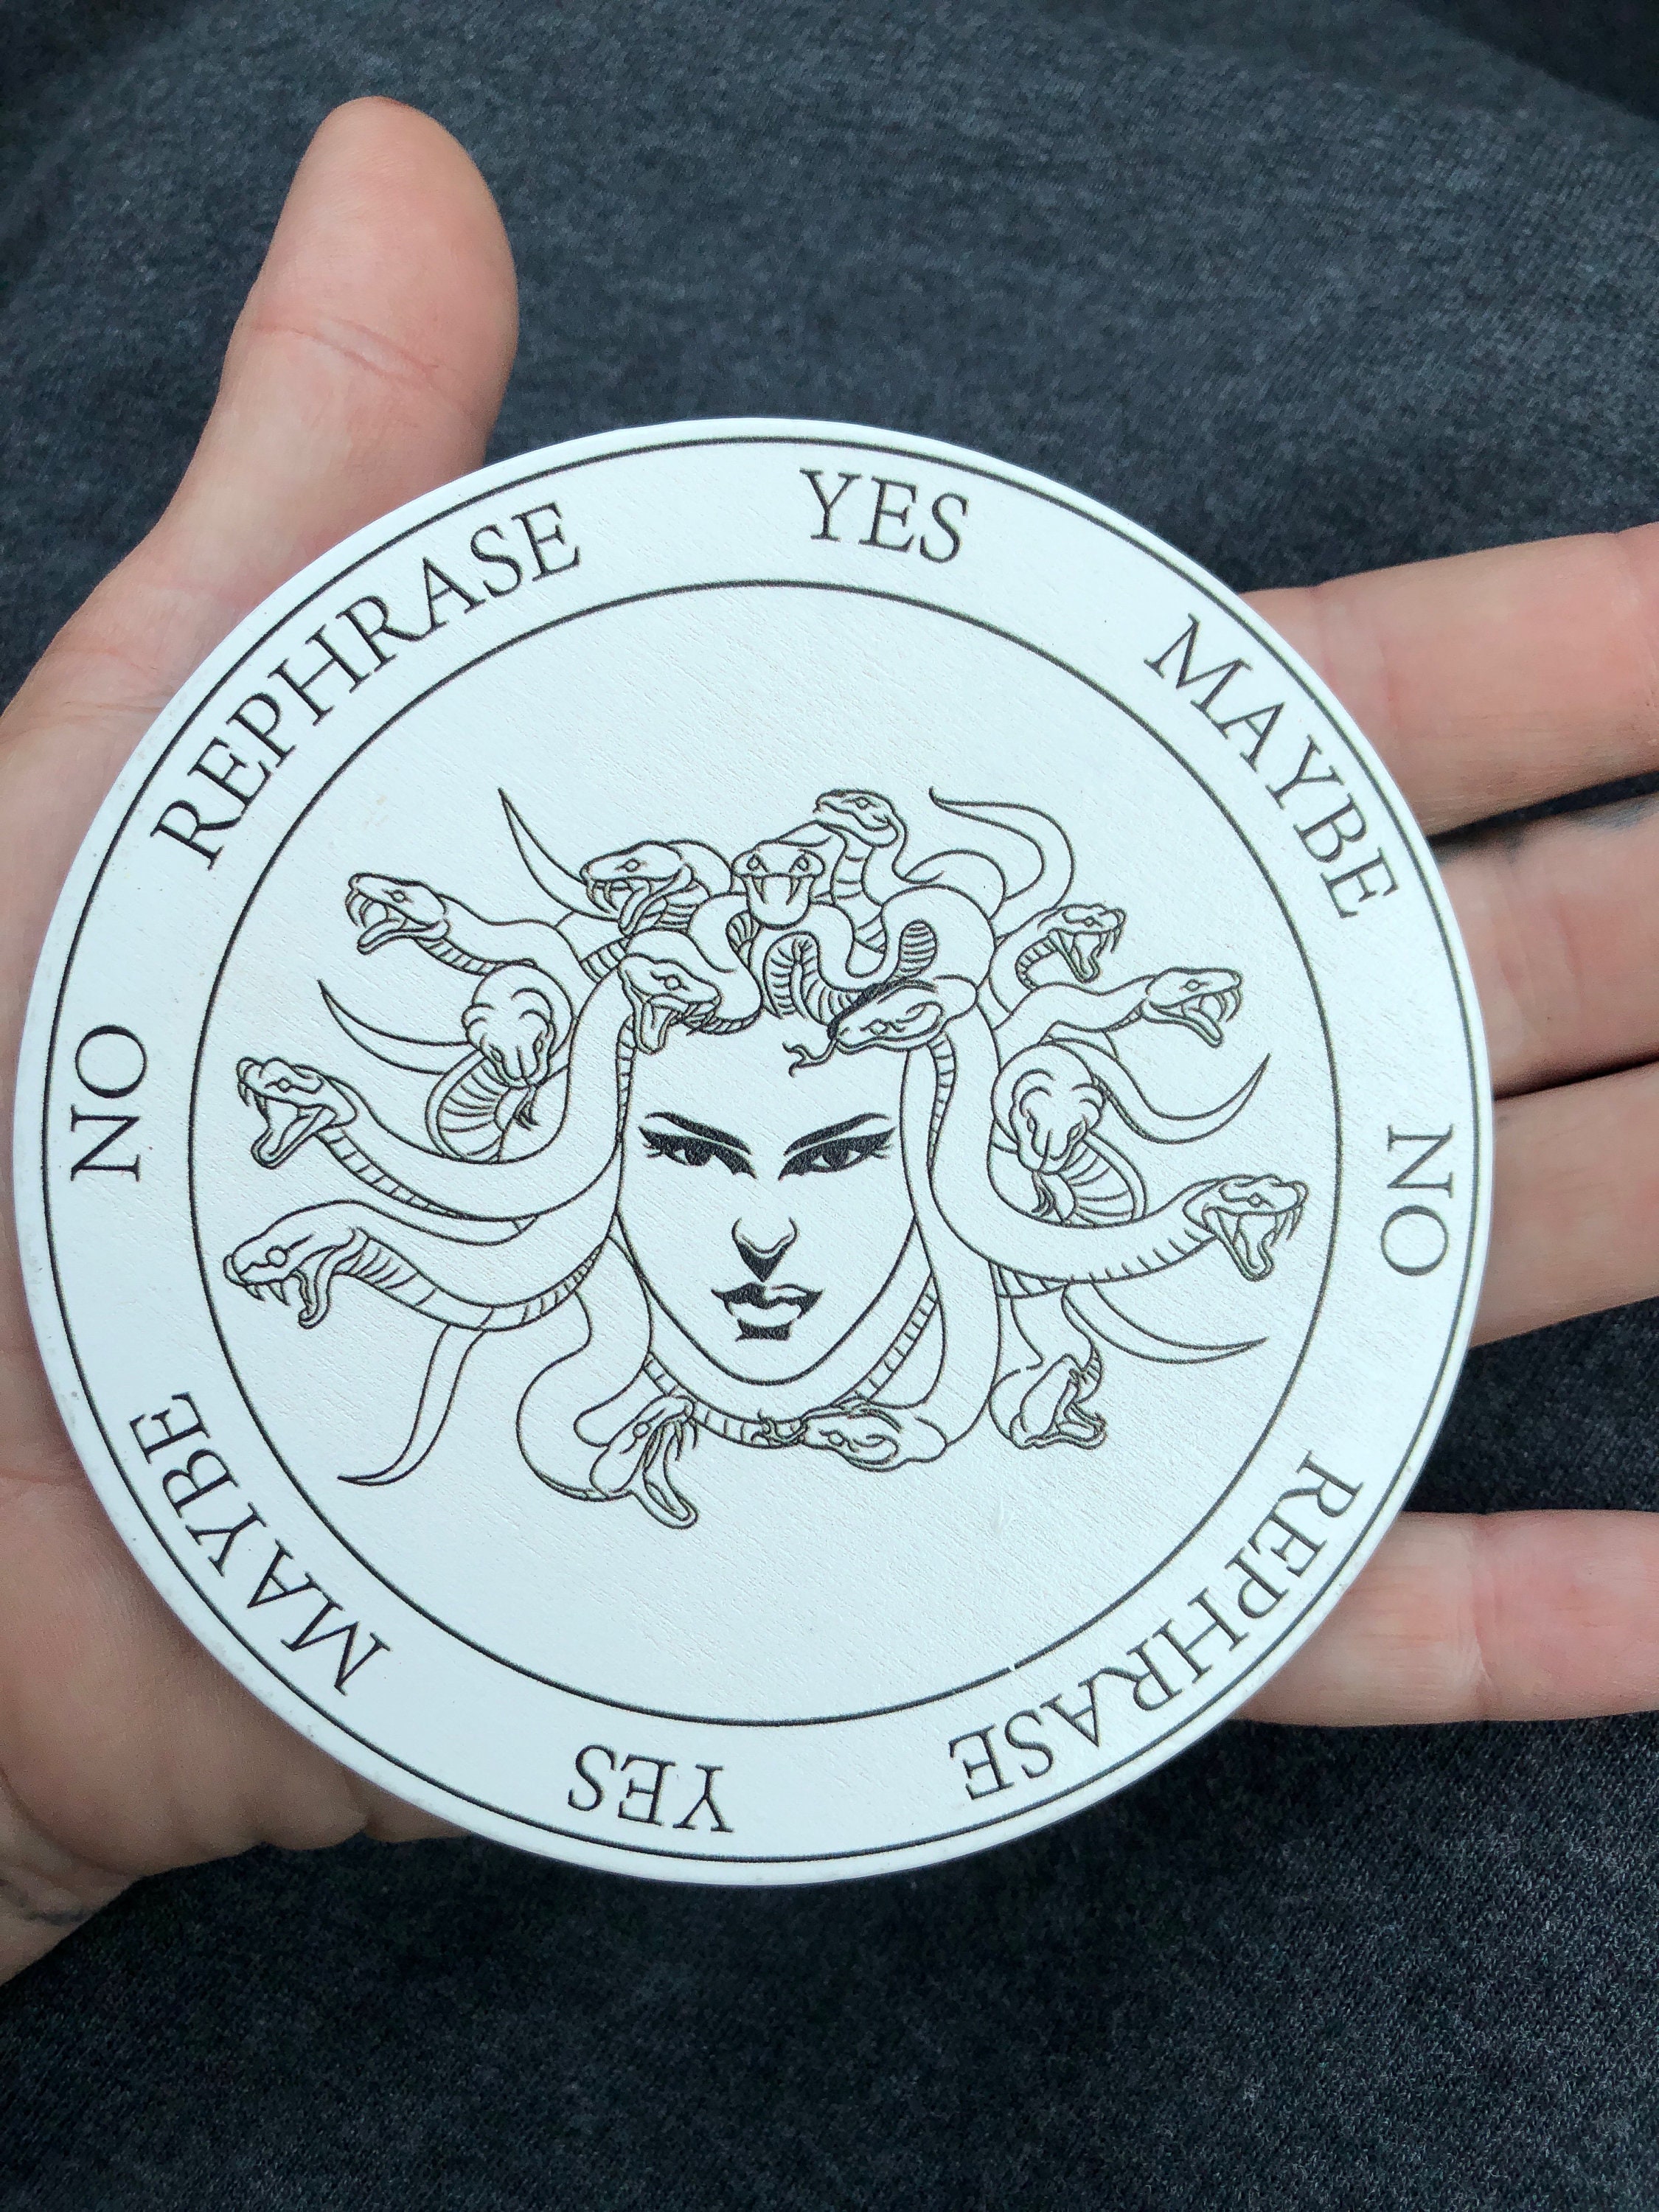 YES
MAYBE
NO
REPHRASE
YES
MAYBE
NO
REPHRASE